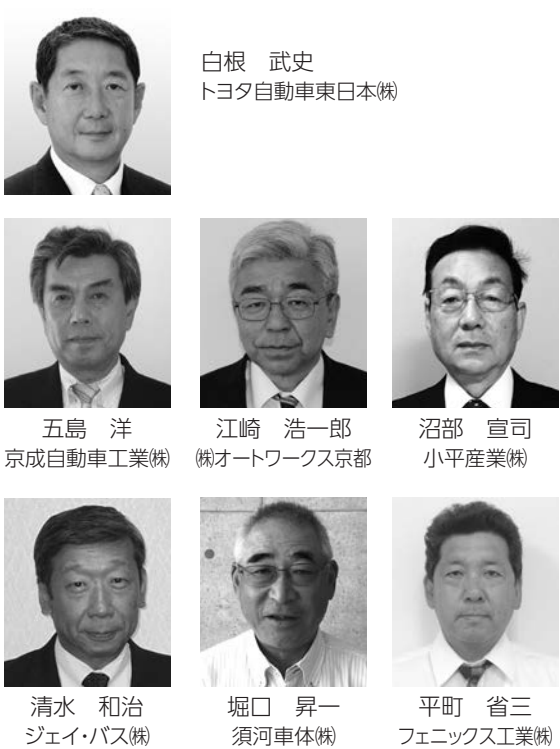 白根　武史
トヨタ自動車東日本㈱
五島　洋
京成自動車工業㈱
江崎　浩一郎
㈱オートワークス京都
沼部　宣司
小平産業㈱
清水　和治
ジェイ・バス㈱
堀口　昇一
須河車体㈱
平町　省三
フェニックス工業㈱